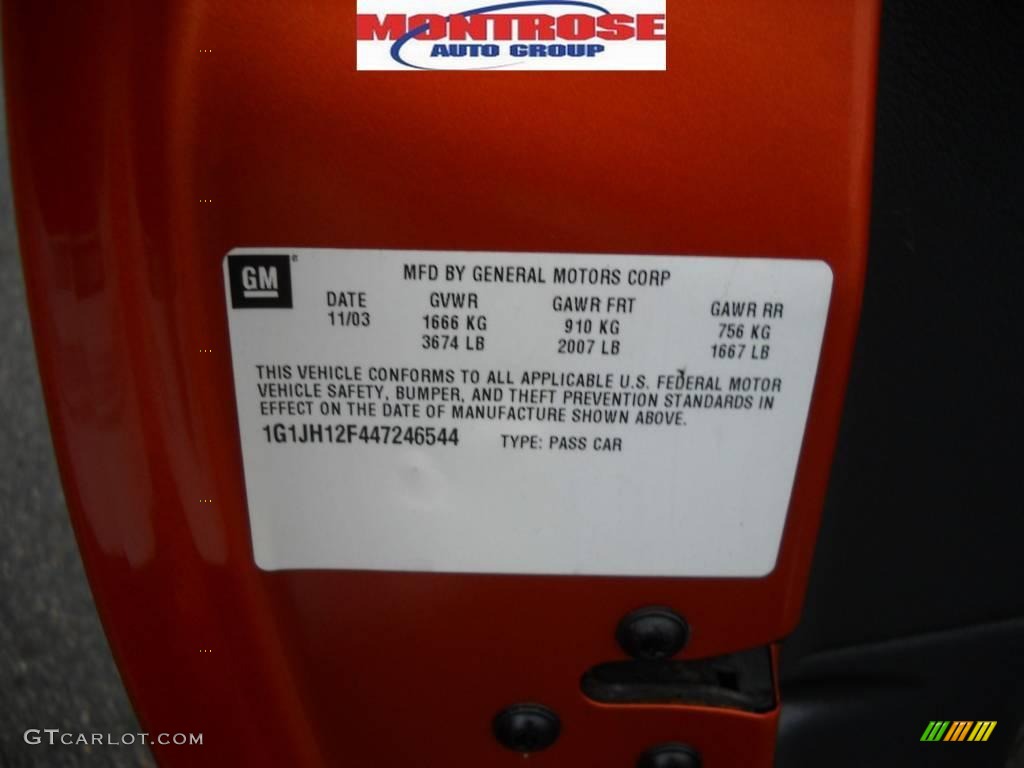 MONTROSE
AUTO GROUP
GM ®
MFD BY GENERAL MOTORS CORP
DATE GVWR GAWR FRT GAWR RR
11/03 1666 KG 910 KG 756 KG
3674 LB 2007 LB 1667 LB
THIS VEHICLE CONFORMS TO ALL APPLICABLE U.S. FEDERAL MOTOR
VEHICLE SAFETY, BUMPER, AND THEFT PREVENTION STANDARDS IN
EFFECT ON THE DATE OF MANUFACTURE SHOWN ABOVE.
1G1JH12F447246544 TYPE: PASS CAR
GTCARLOT.COM